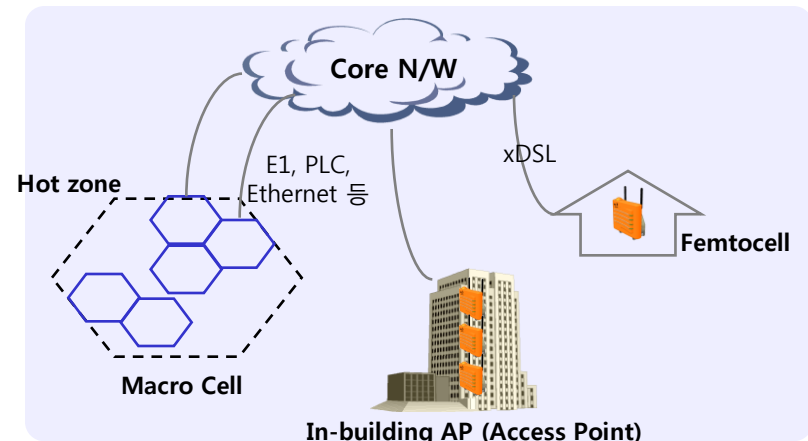 Core N/W
xDSL
E1, PLC,
Ethernet 등
Hot zone
Femtocell
Macro Cell
In-building AP (Access Point)